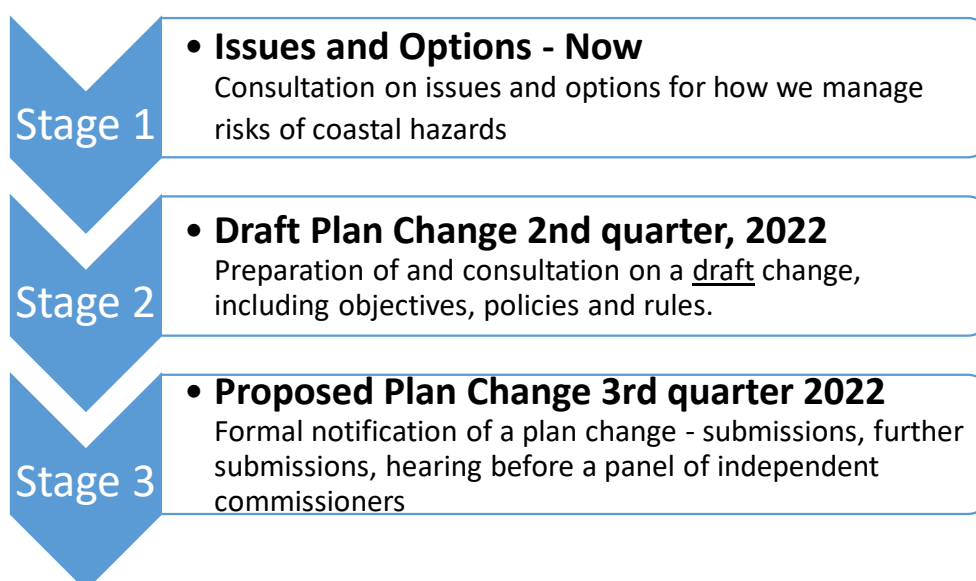 Stage 1
• Issues and Options - Now
Consultation on issues and options for how we manage
risks of coastal hazards
Stage 2
• Draft Plan Change 2nd quarter, 2022
Preparation of and consultation on a draft change,
including objectives, policies and rules.
Stage 3
• Proposed Plan Change 3rd quarter 2022
Formal notification of a plan change - submissions, further
submissions, hearing before a panel of independent
commissioners